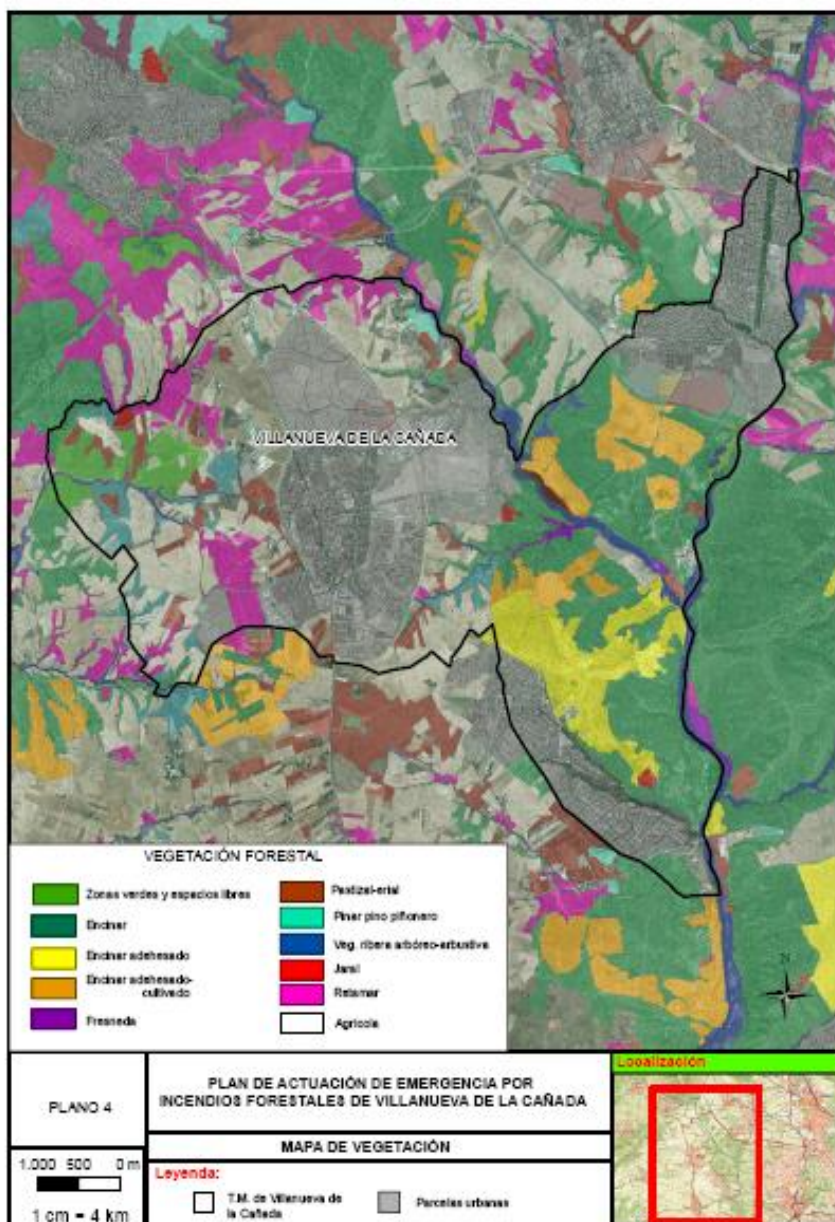 VILLANUEVA DE LA CAÑADA
VEGETACIÓN FORESTAL
Zonas verdes y espacios libres
Encinar
Encinar adehesado
Encinar adehesado-
cultivado
Fresneda
Pastizal-erial
Pinar pino piñonero
Veg. ribera arbóreo-arbustiva
Jaral
Retamar
Agrícola
N
PLANO 4
PLAN DE ACTUACIÓN DE EMERGENCIA POR
INCENDIOS FORESTALES DE VILLANUEVA DE LA CAÑADA
MAPA DE VEGETACIÓN
Localización
1.000 500 0 m
1 cm = 4 km
Leyenda:
T.M. de Villanueva de
la Cañada
Parcelas urbanas